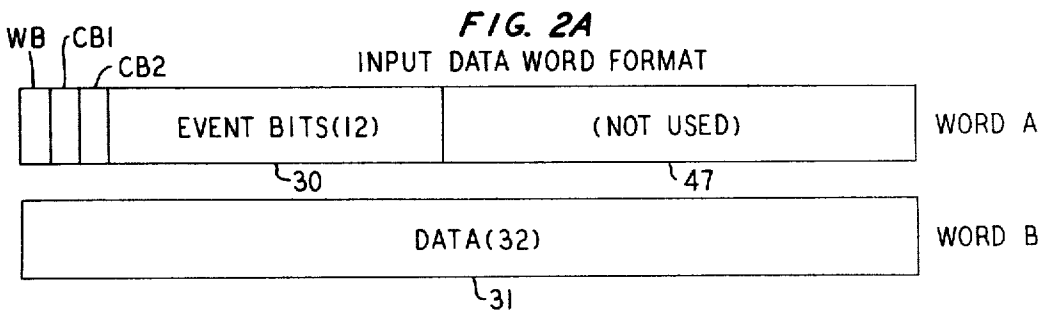 FIG. 2A
INPUT DATA WORD FORMAT
WB CB1
CB2
EVENT BITS(12) (NOT USED) WORD A
30 47
DATA(32) WORD B
31